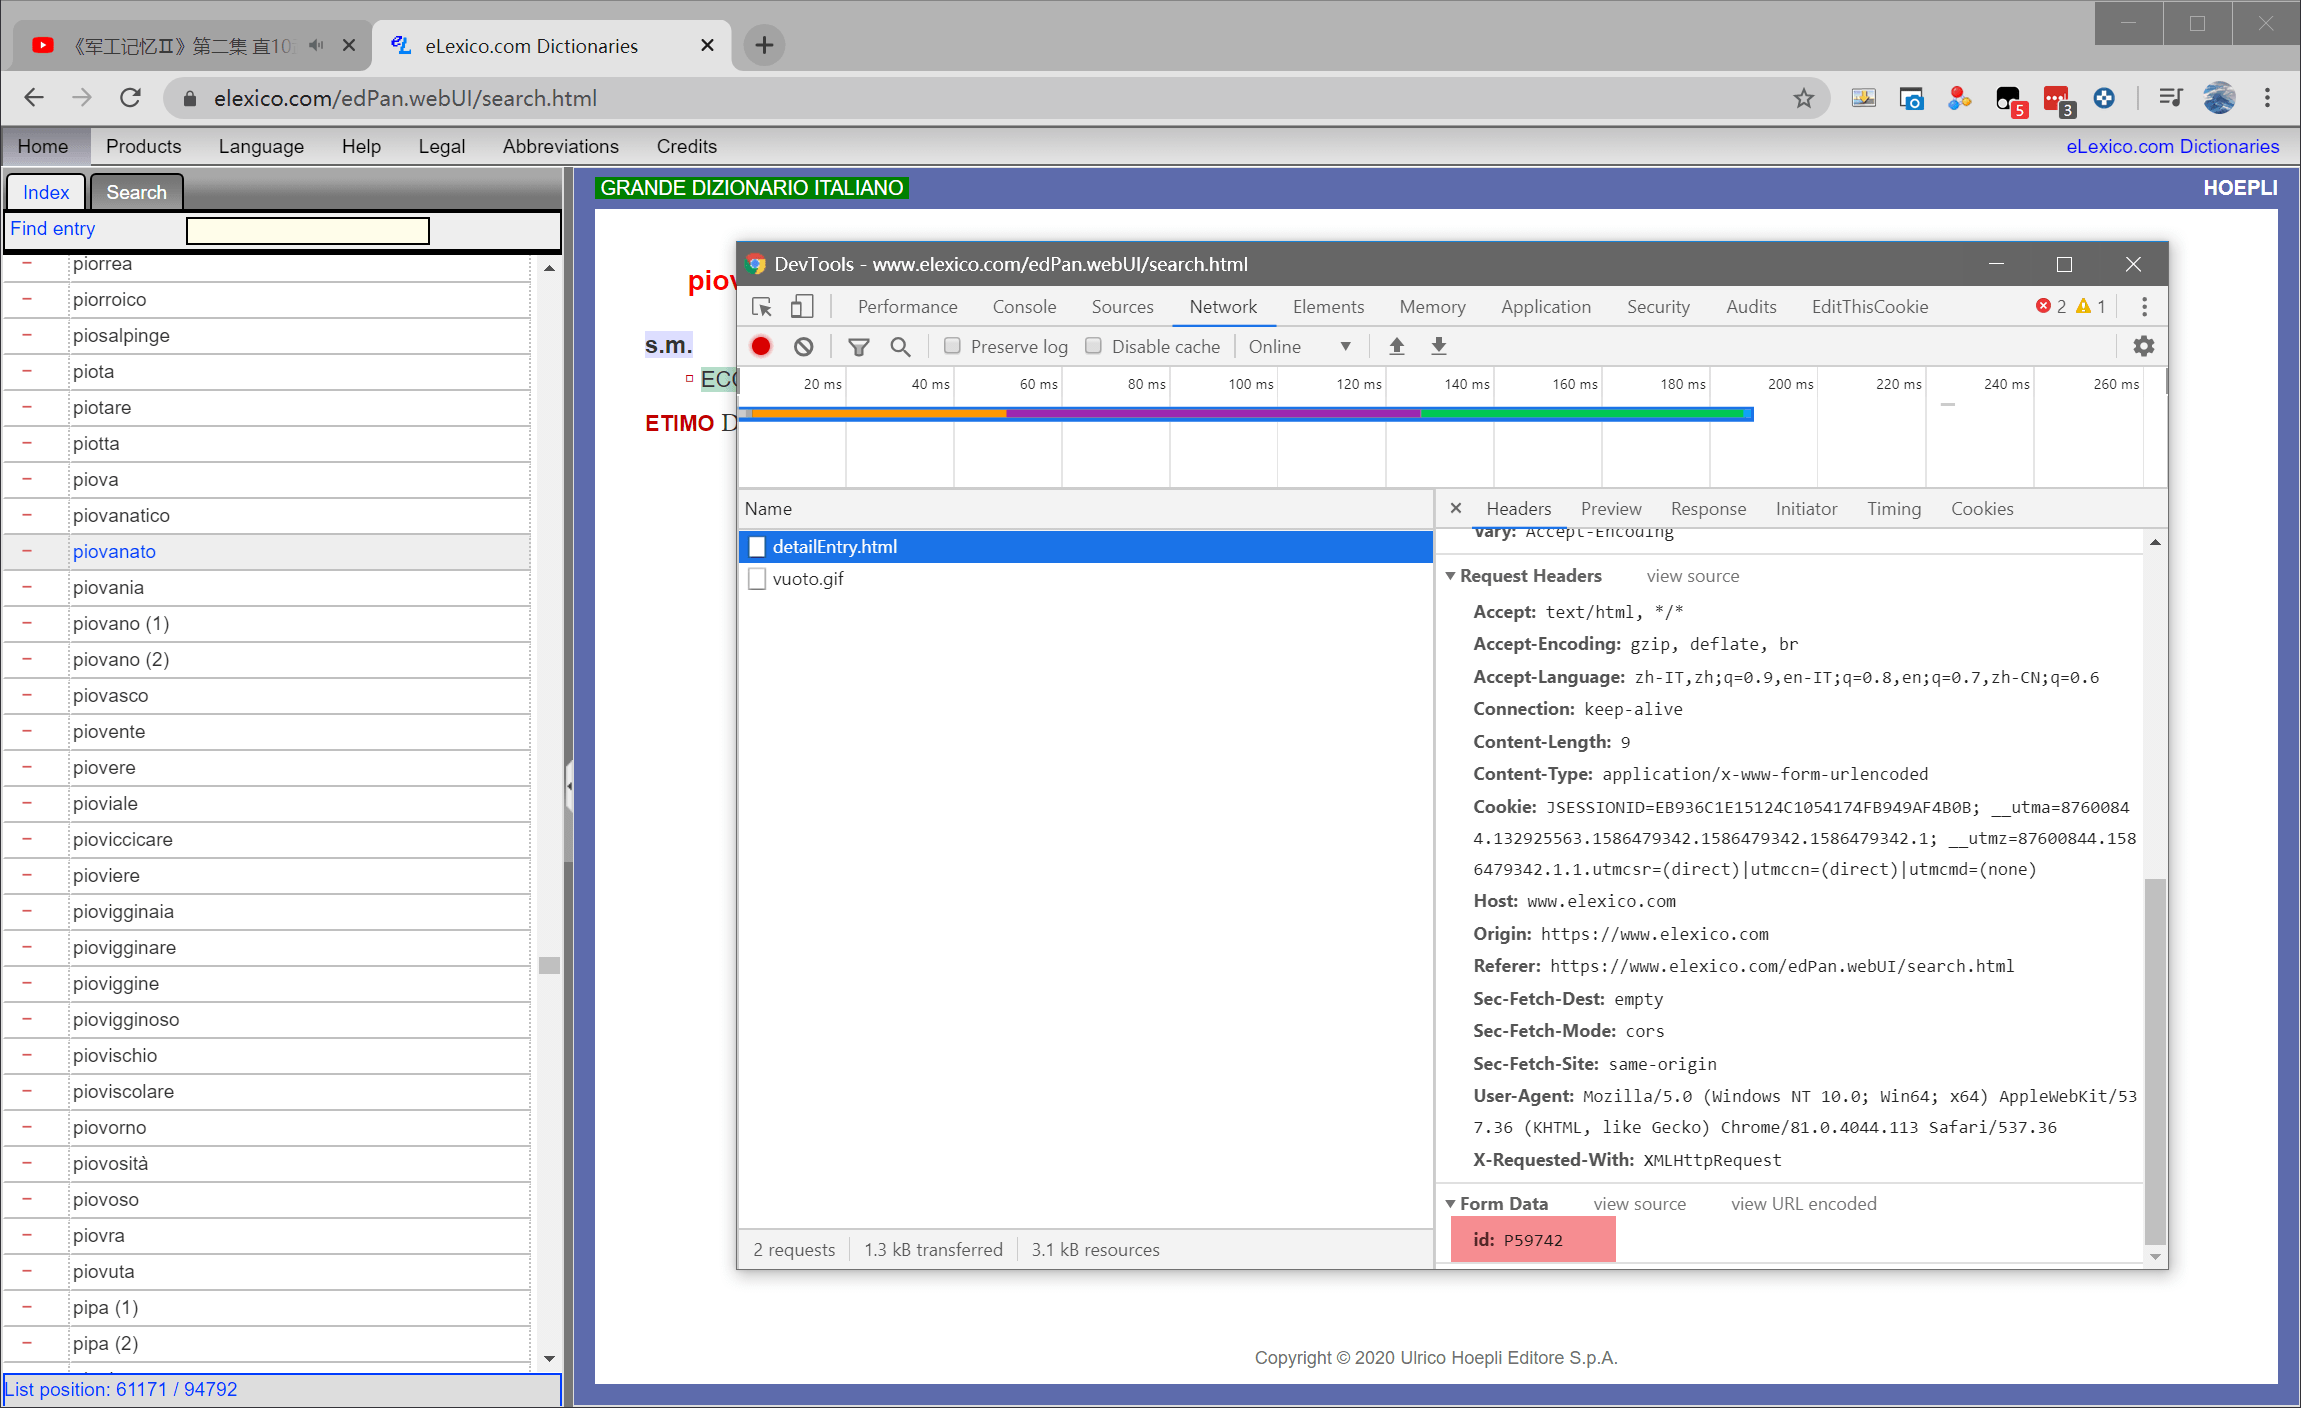 《军工记忆Ⅱ》第二集 直10
eLexico.com Dictionaries
elexico.com/edPan.webUI/search.html
5
3
Home
Products
Language
Help
Legal
Abbreviations
Credits
eLexico.com Dictionaries
Index
Search
Find entry
piorrea
piorroico
piosalpinge
piota
piotare
piotta
piova
piovanatico
piovanato
piovania
piovano (1)
piovano (2)
piovasco
piovente
piovere
pioviale
pioviccicare
pioviere
piovigginaia
piovigginare
pioviggine
piovigginoso
piovischio
pioviscolare
piovorno
piovosità
piovoso
piovra
piovuta
pipa (1)
pipa (2)
List position: 61171 / 94792
GRANDE DIZIONARIO ITALIANO
HOEPLI
s.m.
ETIMO
DevTools - www.elexico.com/edPan.webUI/search.html
Performance
Console
Sources
Network
Elements
Memory
Application
Security
Audits
EditThisCookie
2
1
Preserve log
Disable cache
Online
20 ms
40 ms
60 ms
80 ms
100 ms
120 ms
140 ms
160 ms
180 ms
200 ms
220 ms
240 ms
260 ms
Name
detailEntry.html
vuoto.gif
2 requests
1.3 kB transferred
3.1 kB resources
Headers
Preview
Response
Initiator
Timing
Cookies
Vary: Accept-Encoding
Request Headers
view source
Accept: text/html, */*
Accept-Encoding: gzip, deflate, br
Accept-Language: zh-IT,zh;q=0.9,en-IT;q=0.8,en;q=0.7,zh-CN;q=0.6
Connection: keep-alive
Content-Length: 9
Content-Type: application/x-www-form-urlencoded
Cookie: JSESSIONID=EB936C1E15124C1054174FB949AF4B0B; __utma=8760084
4.132925563.1586479342.1586479342.1586479342.1; __utmz=87600844.158
6479342.1.1.utmcsr=(direct)|utmccn=(direct)|utmcmd=(none)
Host: www.elexico.com
Origin: https://www.elexico.com
Referer: https://www.elexico.com/edPan.webUI/search.html
Sec-Fetch-Dest: empty
Sec-Fetch-Mode: cors
Sec-Fetch-Site: same-origin
User-Agent: Mozilla/5.0 (Windows NT 10.0; Win64; x64) AppleWebKit/53
7.36 (KHTML, like Gecko) Chrome/81.0.4044.113 Safari/537.36
X-Requested-With: XMLHttpRequest
Form Data
view source
view URL encoded
id: P59742
Copyright © 2020 Ulrico Hoepli Editore S.p.A.